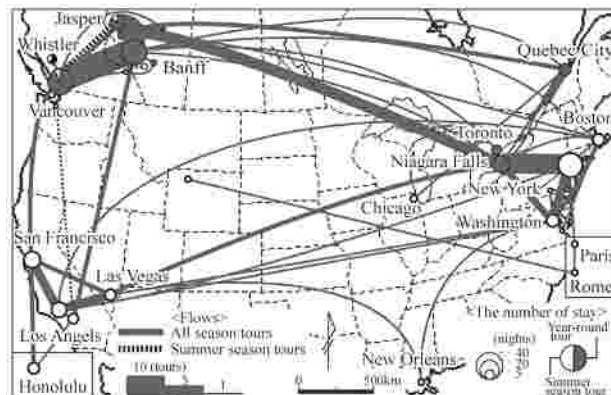 Jasper
Whistler
Banff
Vancouver
Quebec City
Boston
Toronto
Niagara Falls
New York
Chicago
Washington
San Francrsco
Las Vegas
Paris
Rome
Los Angels
<Flows>
All season tours
Summer season tours
10 (tours)
5
1
<The number of stay>
(nights)
40
20
Year-round
tour
Summer
season tour
New Orleans
0
500km
Honolulu